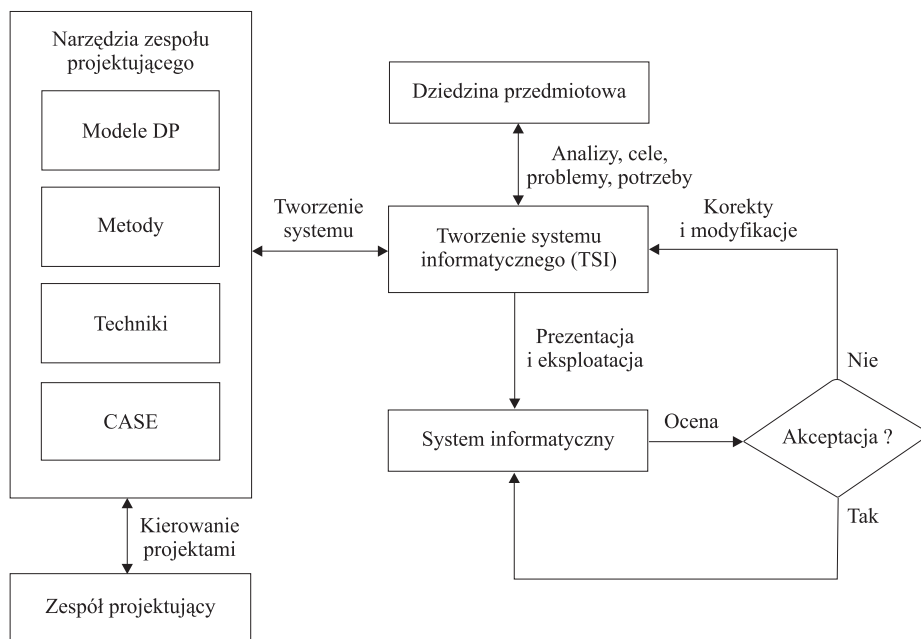 Narzędzia zespołu
projektującego
Modele DP
Metody
Techniki
CASE
Kierowanie
projektami
Zespół projektujący
Tworzenie
systemu
Dziedzina przedmiotowa
Analizy, cele,
problemy, potrzeby
Tworzenie systemu
informatycznego (TSI)
Korekty
i modyfikacje
Prezentacja
i eksploatacja
System informatyczny
Ocena
Akceptacja ?
Nie
Tak